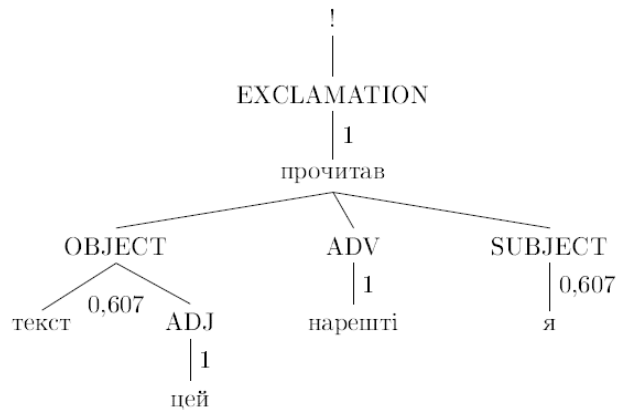 !
EXCLAMATION
1
прочитав
OBJECT ADV SUBJECT
0,607 1 0,607
текст ADJ нарешті я
1
цей